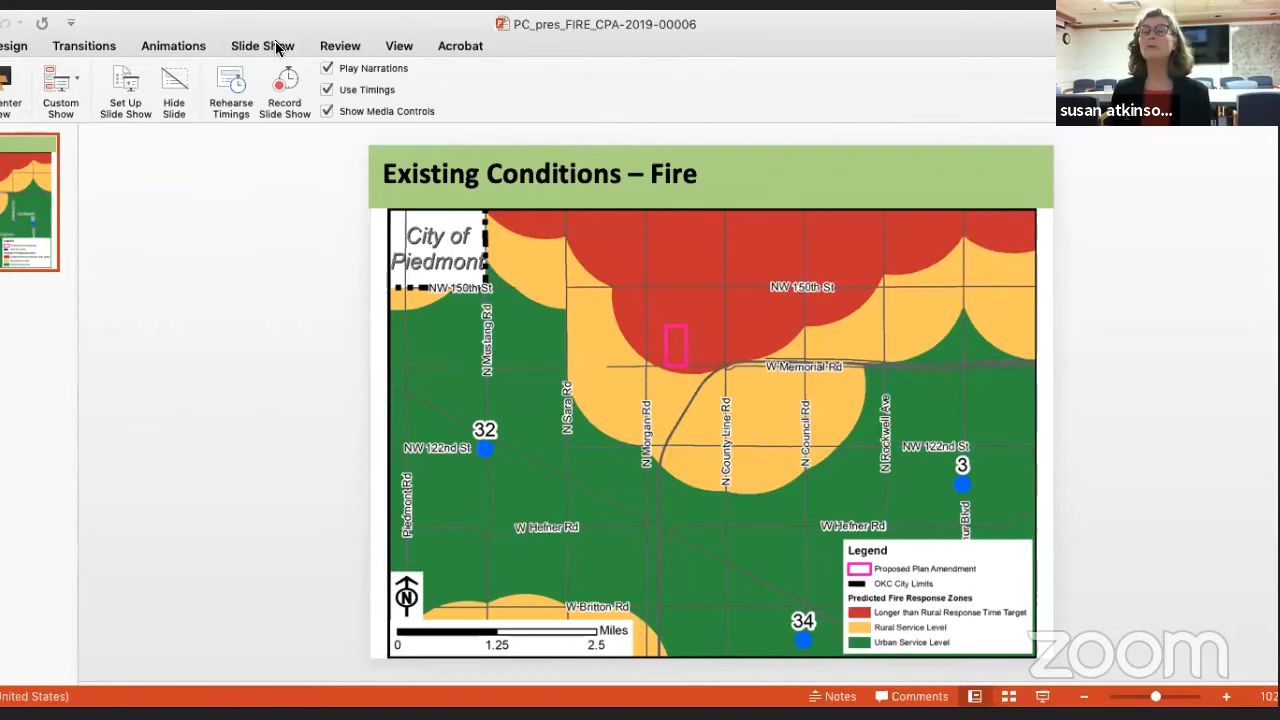 PC_pres_FIRE_CPA-2019-00006
esign Transitions Animations Slide Show Review View Acrobat
enter
ew
Custom
Show
Set Up
Slide Show
Hide
Slide
Rehearse
Timings
Record
Slide Show
Play Narrations
Use Timings
Show Media Controls
susan atkinso...
Existing Conditions – Fire
City of
Piedmont
NW 150th St
NW 150th St
N Mustang Rd
W Memorial Rd
N Sara Rd
N Morgan Rd
N County Line Rd
N Council Rd
N Rockwell Ave
32
NW 122nd St
NW 122nd St
3
Piedmont Rd
W Hefner Rd
W Hefner Rd
ur Blvd
W Britton Rd
34
N
Miles
0 1.25 2.5
Legend
Proposed Plan Amendment
OKC City Limits
Predicted Fire Response Zones
Longer than Rural Response Time Target
Rural Service Level
Urban Service Level
zoom
United States)
Notes Comments
102